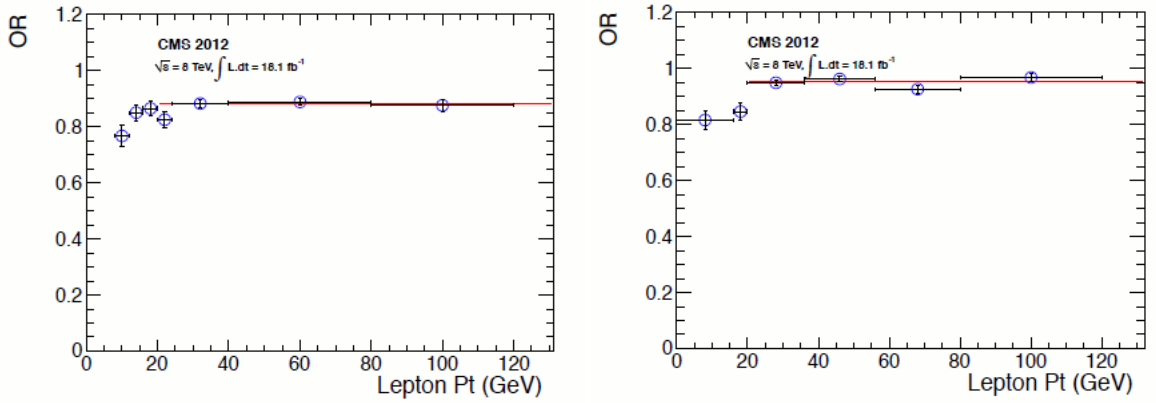 OR
1.2
1
0.8
0.6
0.4
0.2
0
CMS 2012
√s = 8 TeV, ∫ L.dt = 18.1 fb⁻¹
0 20 40 60 80 100 120
Lepton Pt (GeV)
OR
1.2
1
0.8
0.6
0.4
0.2
0
CMS 2012
√s = 8 TeV, ∫ L.dt = 18.1 fb⁻¹
0 20 40 60 80 100 120
Lepton Pt (GeV)